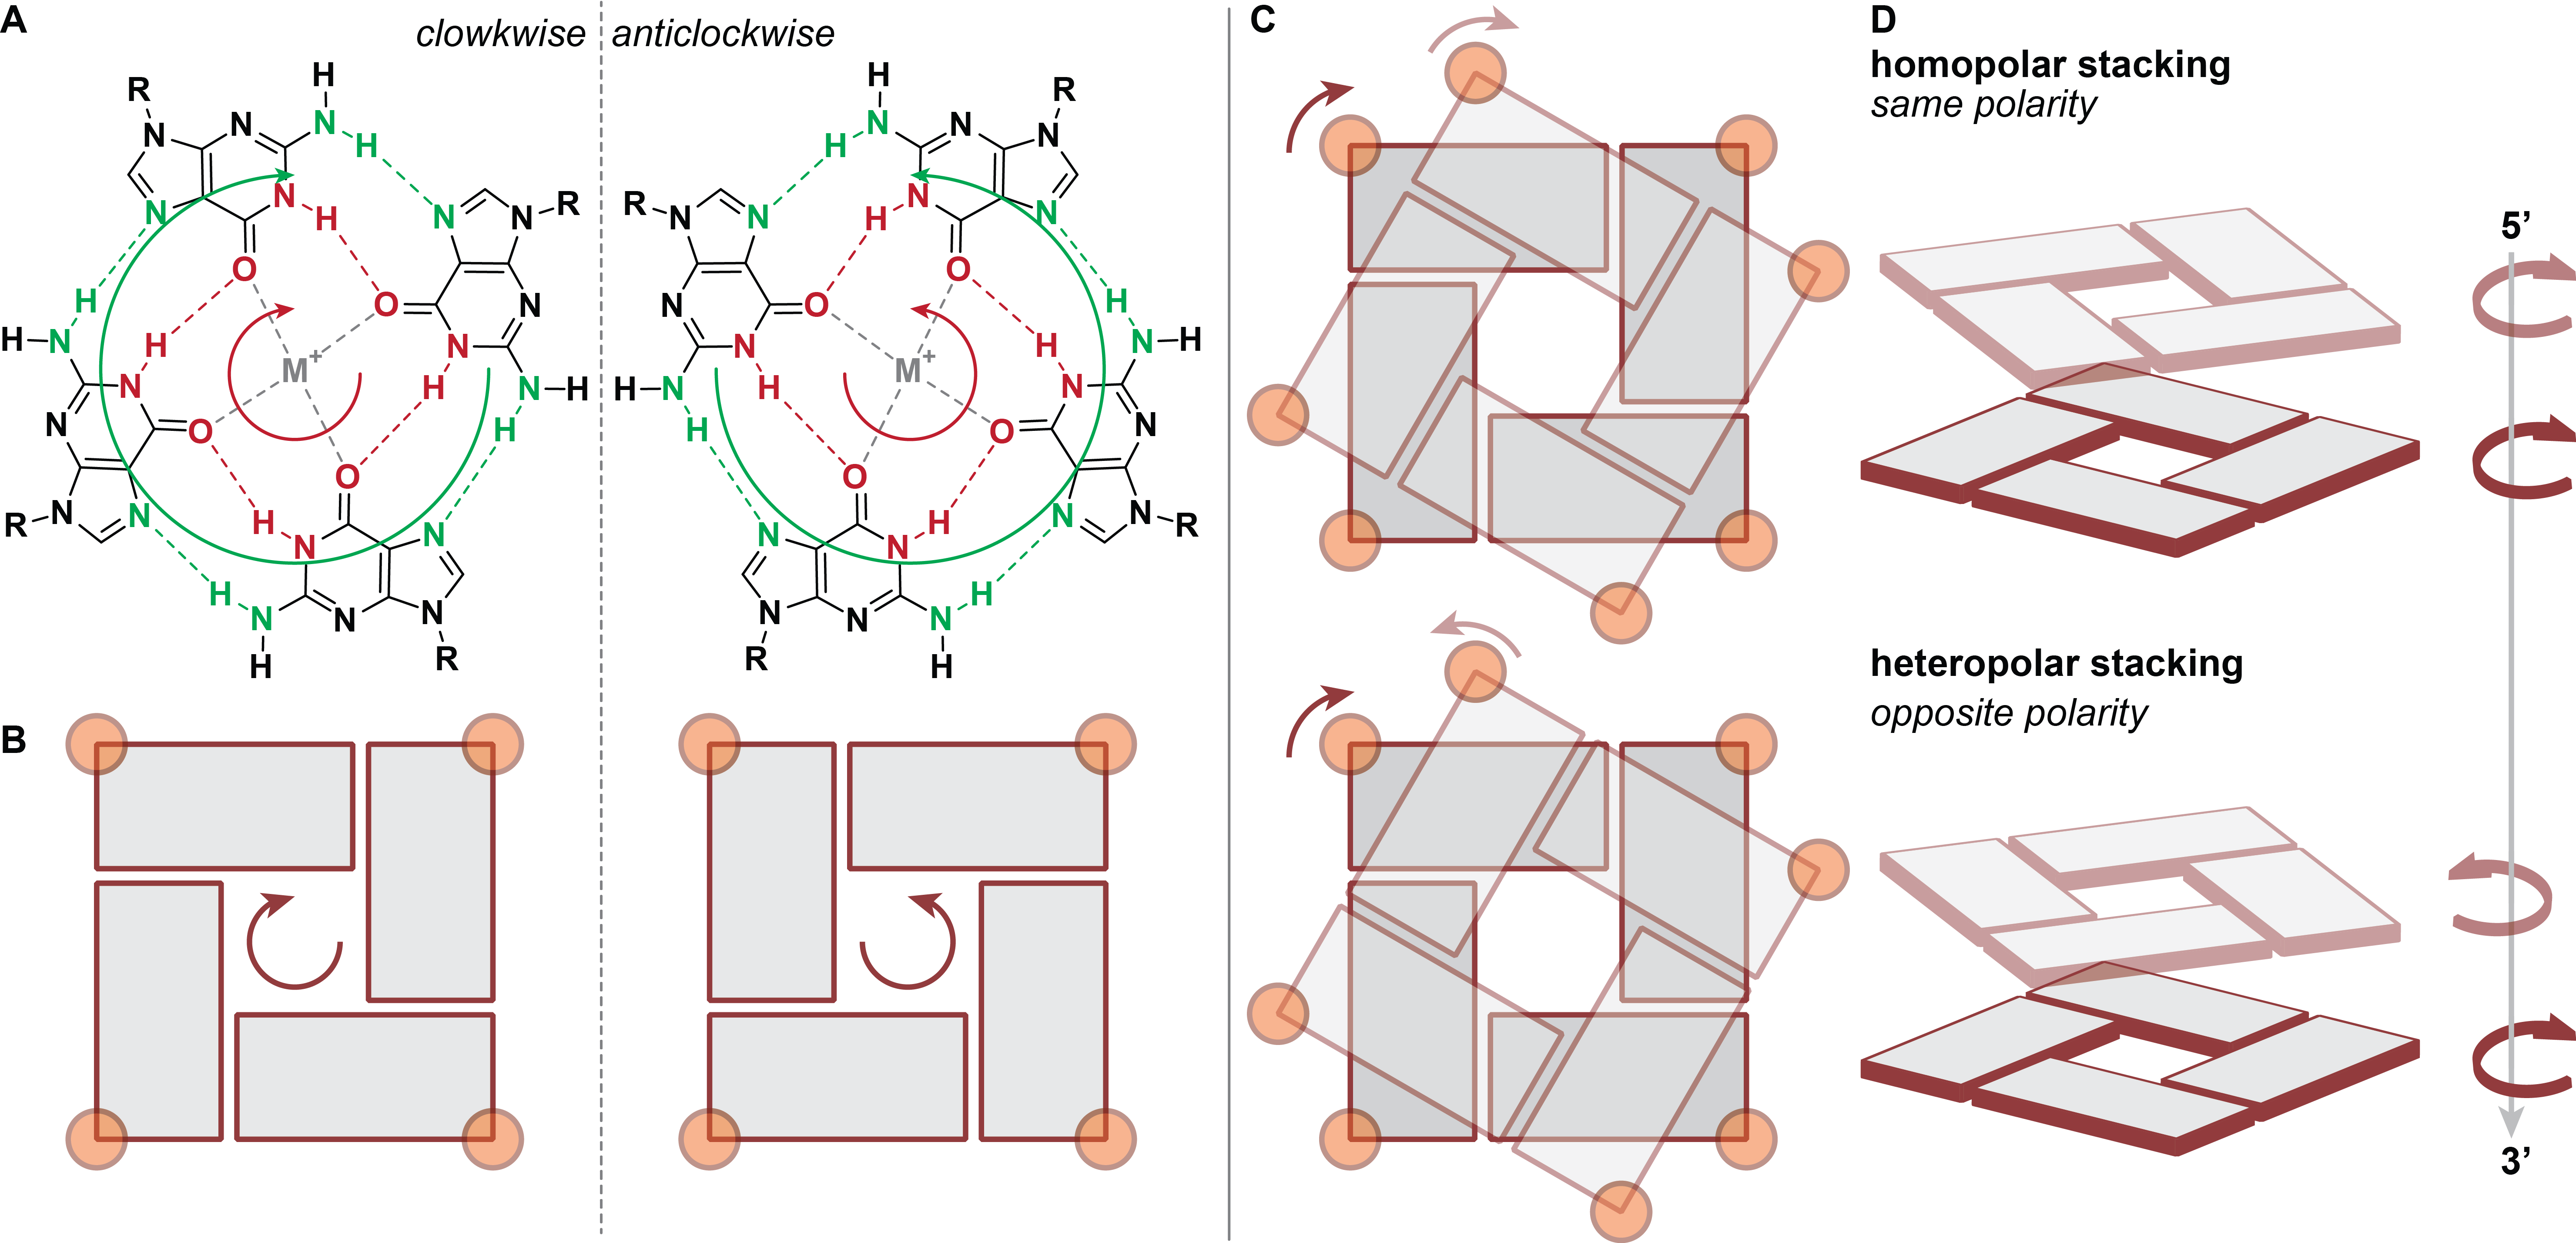 A
clowkwise
anticlockwise
R
H
N N N H
N N H N N R
O
H O N
H N H N
M+
N H N H
N O H
O
R N N H
N N
H N N N
H R
H R
H N N N
R N N H N N
O
N O H
N H N H
M+
H N H N
H O N
O
N N R
R N N H
N N N H
R H
B
C
D
homopolar stacking
same polarity
5’
heteropolar stacking
opposite polarity
3’